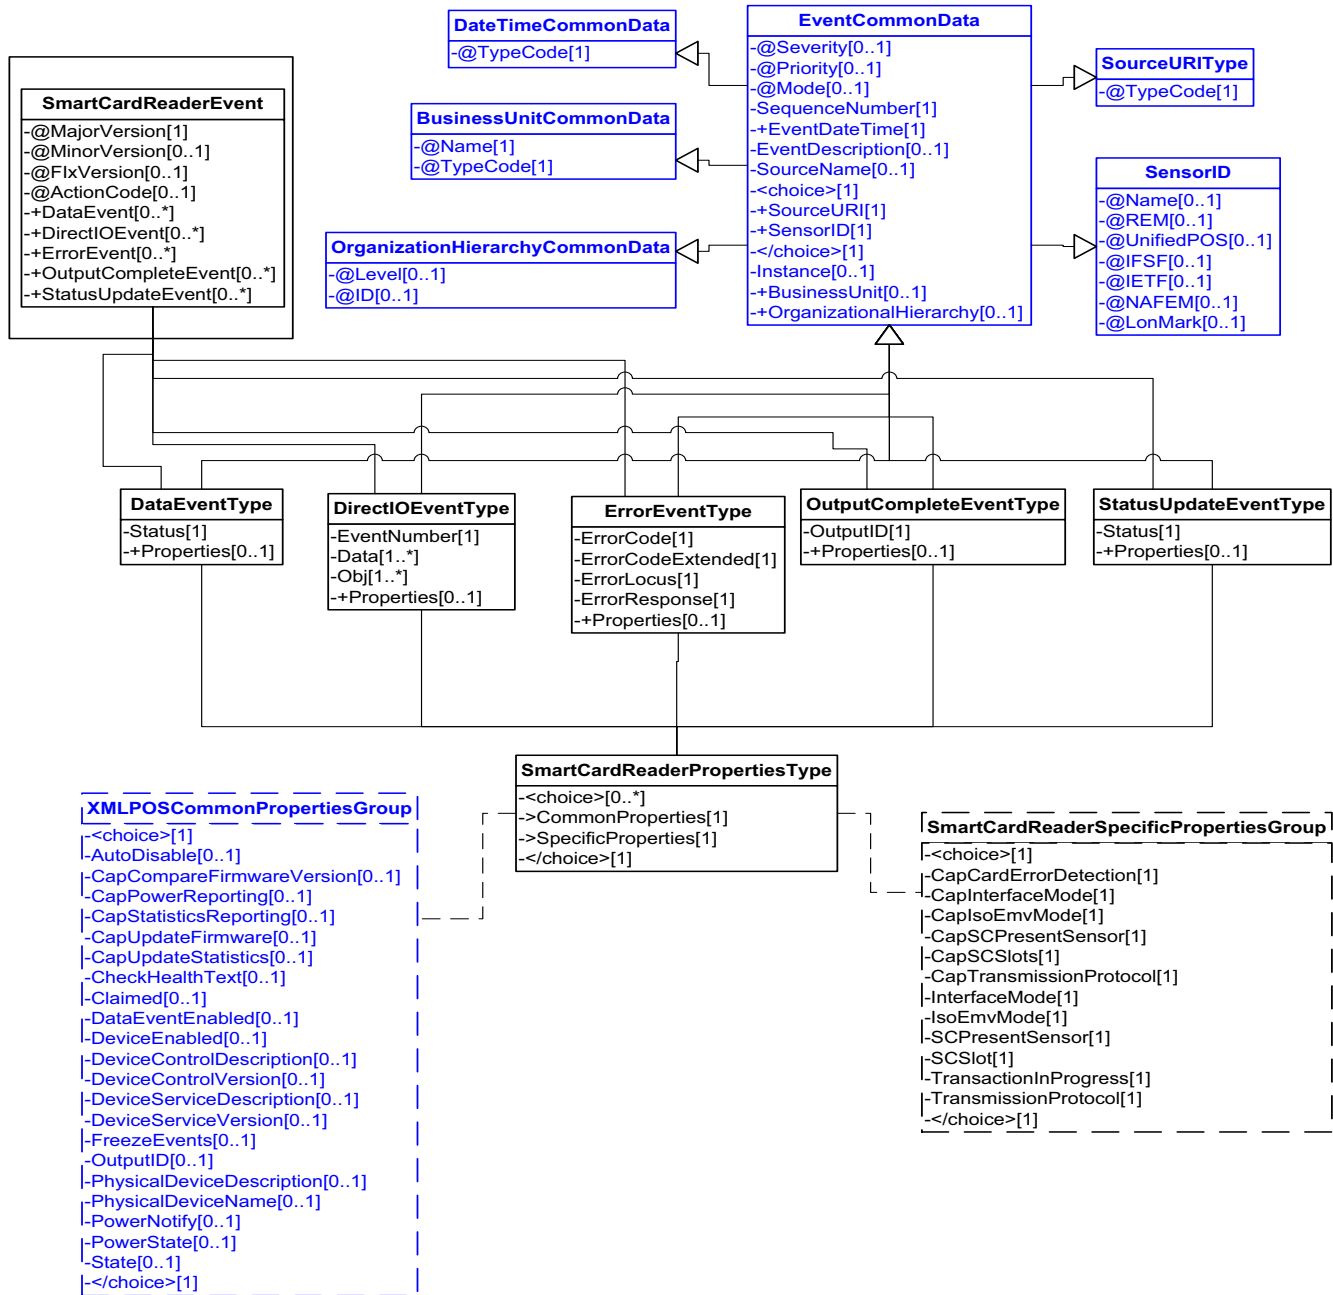 DateTimeCommonData
-@TypeCode[1]
EventCommonData
-@Severity[0..1]
-@Priority[0..1]
-@Mode[0..1]
-SequenceNumber[1]
-+EventDateTime[1]
-EventDescription[0..1]
-SourceName[0..1]
-<choice>[1]
-+SourceURI[1]
-+SensorID[1]
-</choice>[1]
-Instance[0..1]
-+BusinessUnit[0..1]
-+OrganizationalHierarchy[0..1]
SourceURIType
-@TypeCode[1]
SmartCardReaderEvent
-@MajorVersion[1]
-@MinorVersion[0..1]
-@FIxVersion[0..1]
-@ActionCode[0..1]
-+DataEvent[0..*]
-+DirectIOEvent[0..*]
-+ErrorEvent[0..*]
-+OutputCompleteEvent[0..*]
-+StatusUpdateEvent[0..*]
BusinessUnitCommonData
-@Name[1]
-@TypeCode[1]
SensorID
-@Name[0..1]
-@REM[0..1]
-@UnifiedPOS[0..1]
-@IFSF[0..1]
-@IETF[0..1]
-@NAFEM[0..1]
-@LonMark[0..1]
OrganizationHierarchyCommonData
-@Level[0..1]
-@ID[0..1]
DataEventType
-Status[1]
-+Properties[0..1]
DirectIOEventType
-EventNumber[1]
-Data[1..*]
-Obj[1..*]
-+Properties[0..1]
ErrorEventType
-ErrorCode[1]
-ErrorCodeExtended[1]
-ErrorLocus[1]
-ErrorResponse[1]
-+Properties[0..1]
OutputCompleteEventType
-OutputID[1]
-+Properties[0..1]
StatusUpdateEventType
-Status[1]
-+Properties[0..1]
SmartCardReaderPropertiesType
-<choice>[0..*]
->CommonProperties[1]
->SpecificProperties[1]
-</choice>[1]
XMLPOSCommonPropertiesGroup
-<choice>[1]
-AutoDisable[0..1]
-CapCompareFirmwareVersion[0..1]
-CapPowerReporting[0..1]
-CapStatisticsReporting[0..1]
-CapUpdateFirmware[0..1]
-CapUpdateStatistics[0..1]
-CheckHealthText[0..1]
-Claimed[0..1]
-DataEventEnabled[0..1]
-DeviceEnabled[0..1]
-DeviceControlDescription[0..1]
-DeviceControlVersion[0..1]
-DeviceServiceDescription[0..1]
-DeviceServiceVersion[0..1]
-FreezeEvents[0..1]
-OutputID[0..1]
-PhysicalDeviceDescription[0..1]
-PhysicalDeviceName[0..1]
-PowerNotify[0..1]
-PowerState[0..1]
-State[0..1]
-</choice>[1]
SmartCardReaderSpecificPropertiesGroup
-<choice>[1]
-CapCardErrorDetection[1]
-CapInterfaceMode[1]
-CapIsoEmvMode[1]
-CapSCPresentSensor[1]
-CapSCSlots[1]
-CapTransmissionProtocol[1]
-InterfaceMode[1]
-IsoEmvMode[1]
-SCPresentSensor[1]
-SCSlot[1]
-TransactionInProgress[1]
-TransmissionProtocol[1]
-</choice>[1]